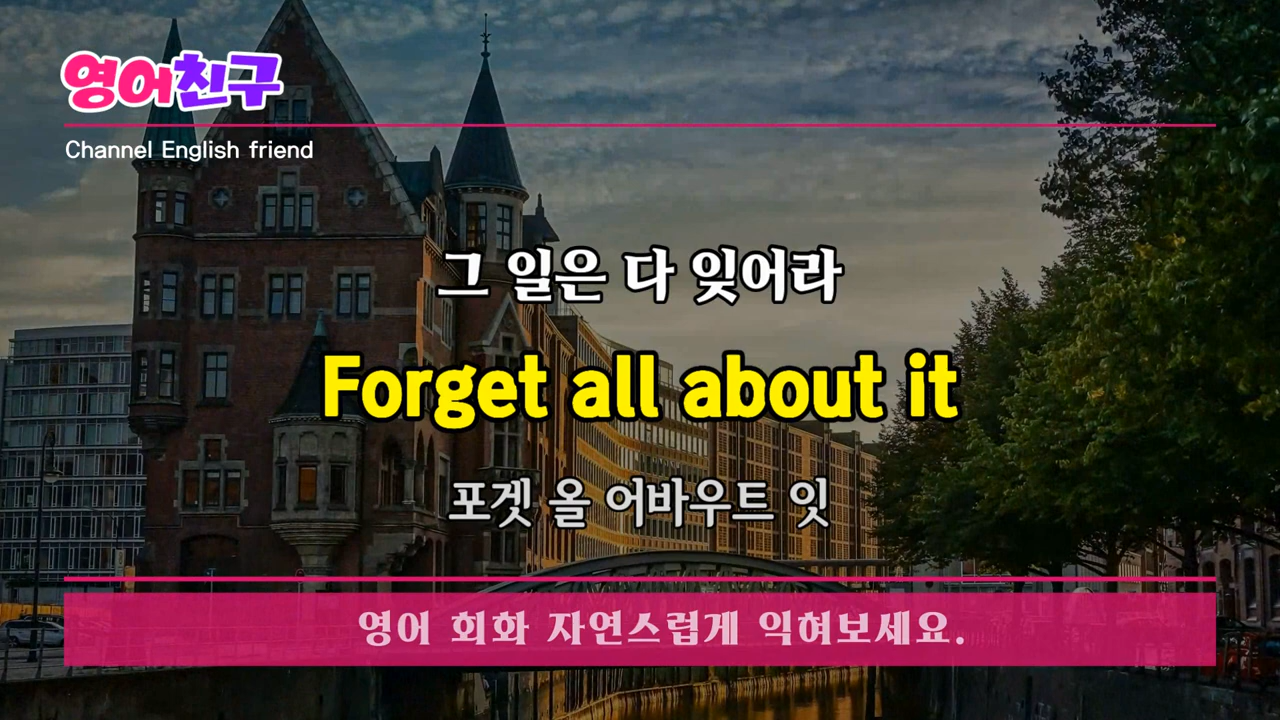 영어친구
Channel English friend
그 일은 다 잊어라
Forget all about it
포겟 올 어바우트 잇
영어 회화 자연스럽게 익혀보세요.